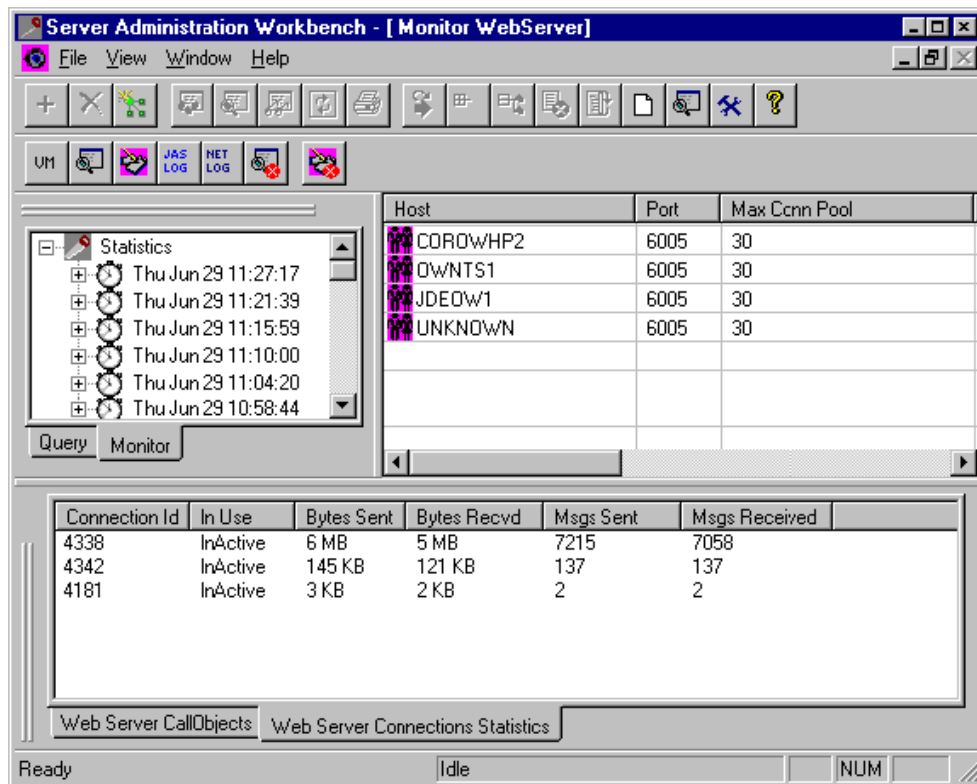 Server Administration Workbench - [ Monitor WebServer]
File View Window Help
VM JAS LOG NET LOG
Statistics
Thu Jun 29 11:27:17
Thu Jun 29 11:21:39
Thu Jun 29 11:15:59
Thu Jun 29 11:10:00
Thu Jun 29 11:04:20
Thu Jun 29 10:58:44
Query Monitor
Host Port Max Conn Pool
COROWHP2 6005 30
OWNTS1 6005 30
JDEOW1 6005 30
UNKNOWN 6005 30
Connection Id In Use Bytes Sent Bytes Recvd Msgs Sent Msgs Received
4338 InActive 6 MB 5 MB 7215 7058
4342 InActive 145 KB 121 KB 137 137
4181 InActive 3 KB 2 KB 2 2
Web Server CallObjects Web Server Connections Statistics
Ready Idle NUM